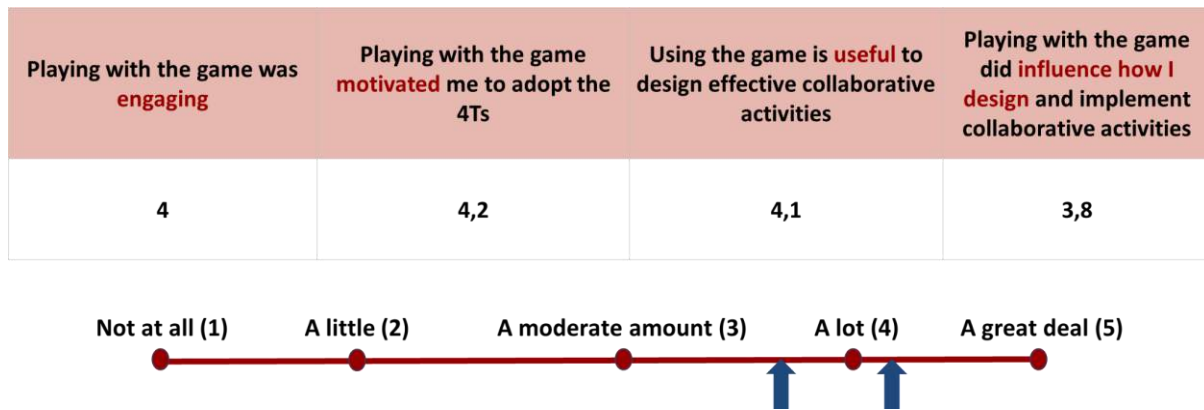 Playing with the game was
engaging
Playing with the game
motivated me to adopt the
4Ts
Using the game is useful to
design effective collaborative
activities
Playing with the game
did influence how I
design and implement
collaborative activities
4
4,2
4,1
3,8
Not at all (1)
A little (2)
A moderate amount (3)
A lot (4)
A great deal (5)